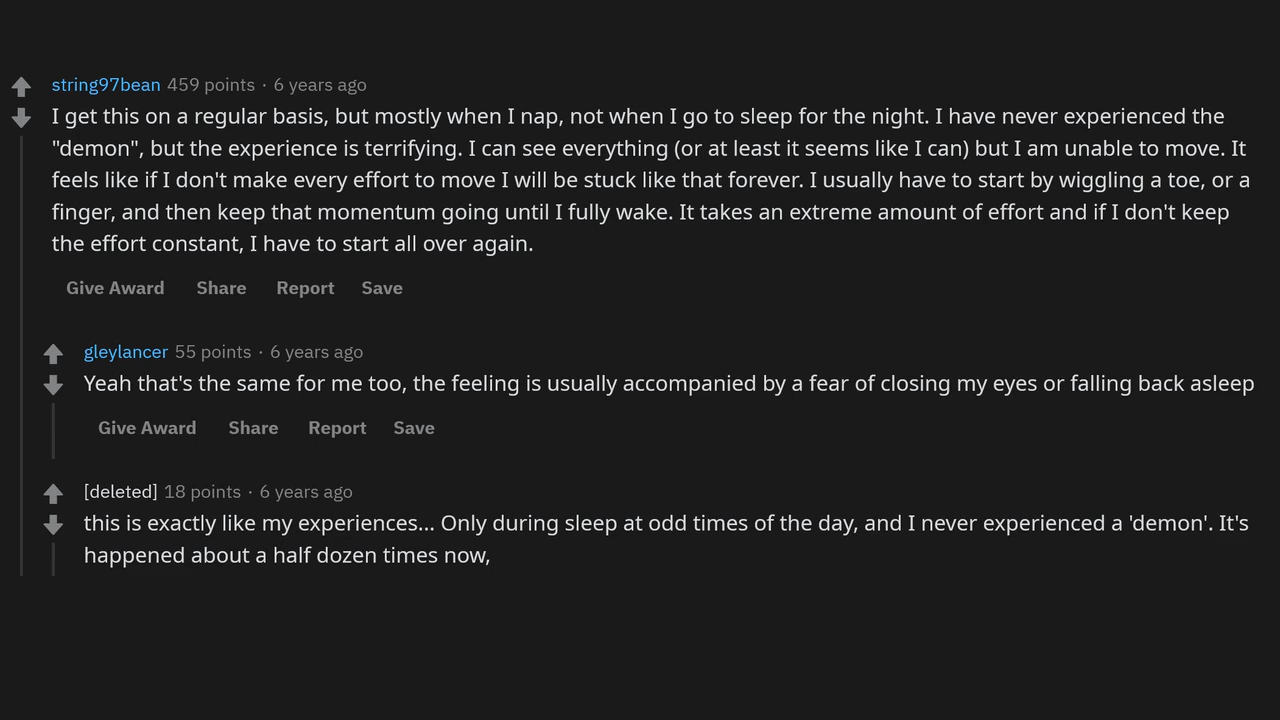 string97bean 459 points · 6 years ago
I get this on a regular basis, but mostly when I nap, not when I go to sleep for the night. I have never experienced the
"demon", but the experience is terrifying. I can see everything (or at least it seems like I can) but I am unable to move. It
feels like if I don't make every effort to move I will be stuck like that forever. I usually have to start by wiggling a toe, or a
finger, and then keep that momentum going until I fully wake. It takes an extreme amount of effort and if I don't keep
the effort constant, I have to start all over again.
Give Award Share Report Save
gleylancer 55 points · 6 years ago
Yeah that's the same for me too, the feeling is usually accompanied by a fear of closing my eyes or falling back asleep
Give Award Share Report Save
[deleted] 18 points · 6 years ago
this is exactly like my experiences... Only during sleep at odd times of the day, and I never experienced a 'demon'. It's
happened about a half dozen times now,